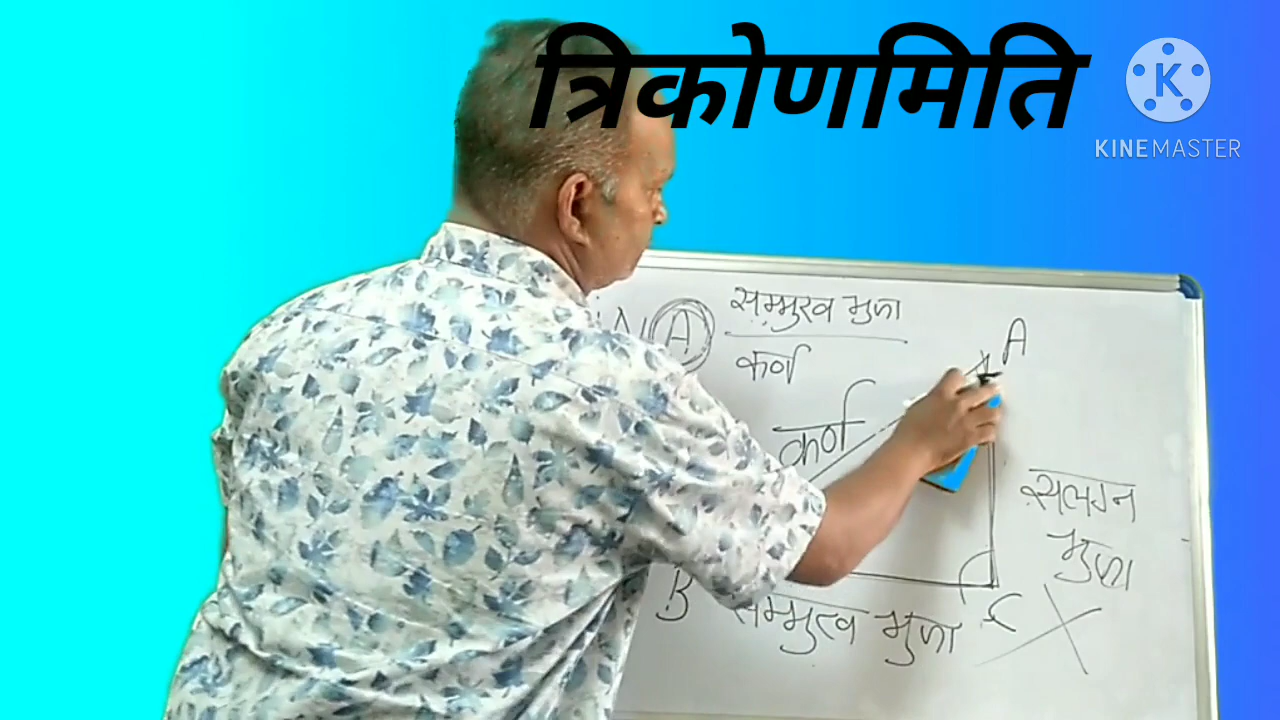 त्रिकोणमिति
K
KINEMASTER
A सम्मुख भुजा
कर्ण
A
कर्ण
संलग्न
भुजा
B सम्मुख भुजा C